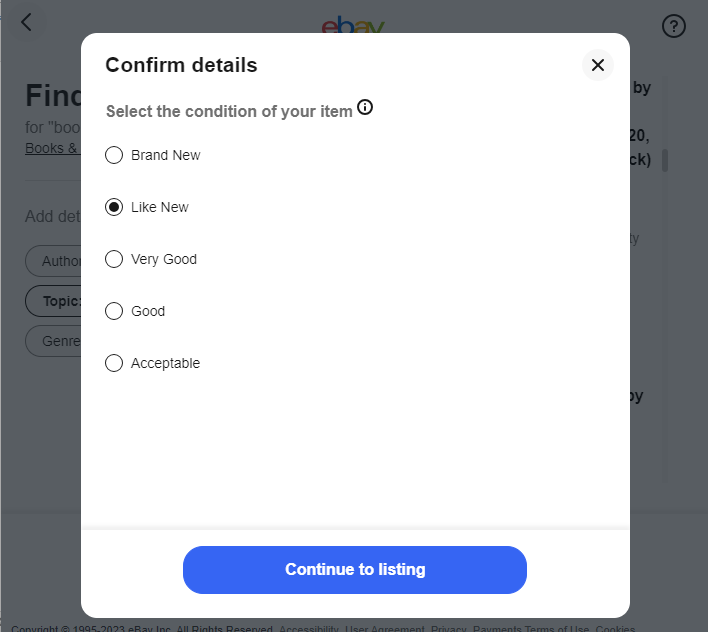 ebay
Confirm details
Find
by
Select the condition of your item
for "boo
20,
Books &
Brand New
ck)
Like New
Add det
ty
Very Good
Autho
Topic:
Good
Genre
Acceptable
by
Continue to listing
Copyright © 1995-2023 eBay Inc. All Rights Reserved. Accessibility, User Agreement, Privacy, Payments Terms of Use, Cookies